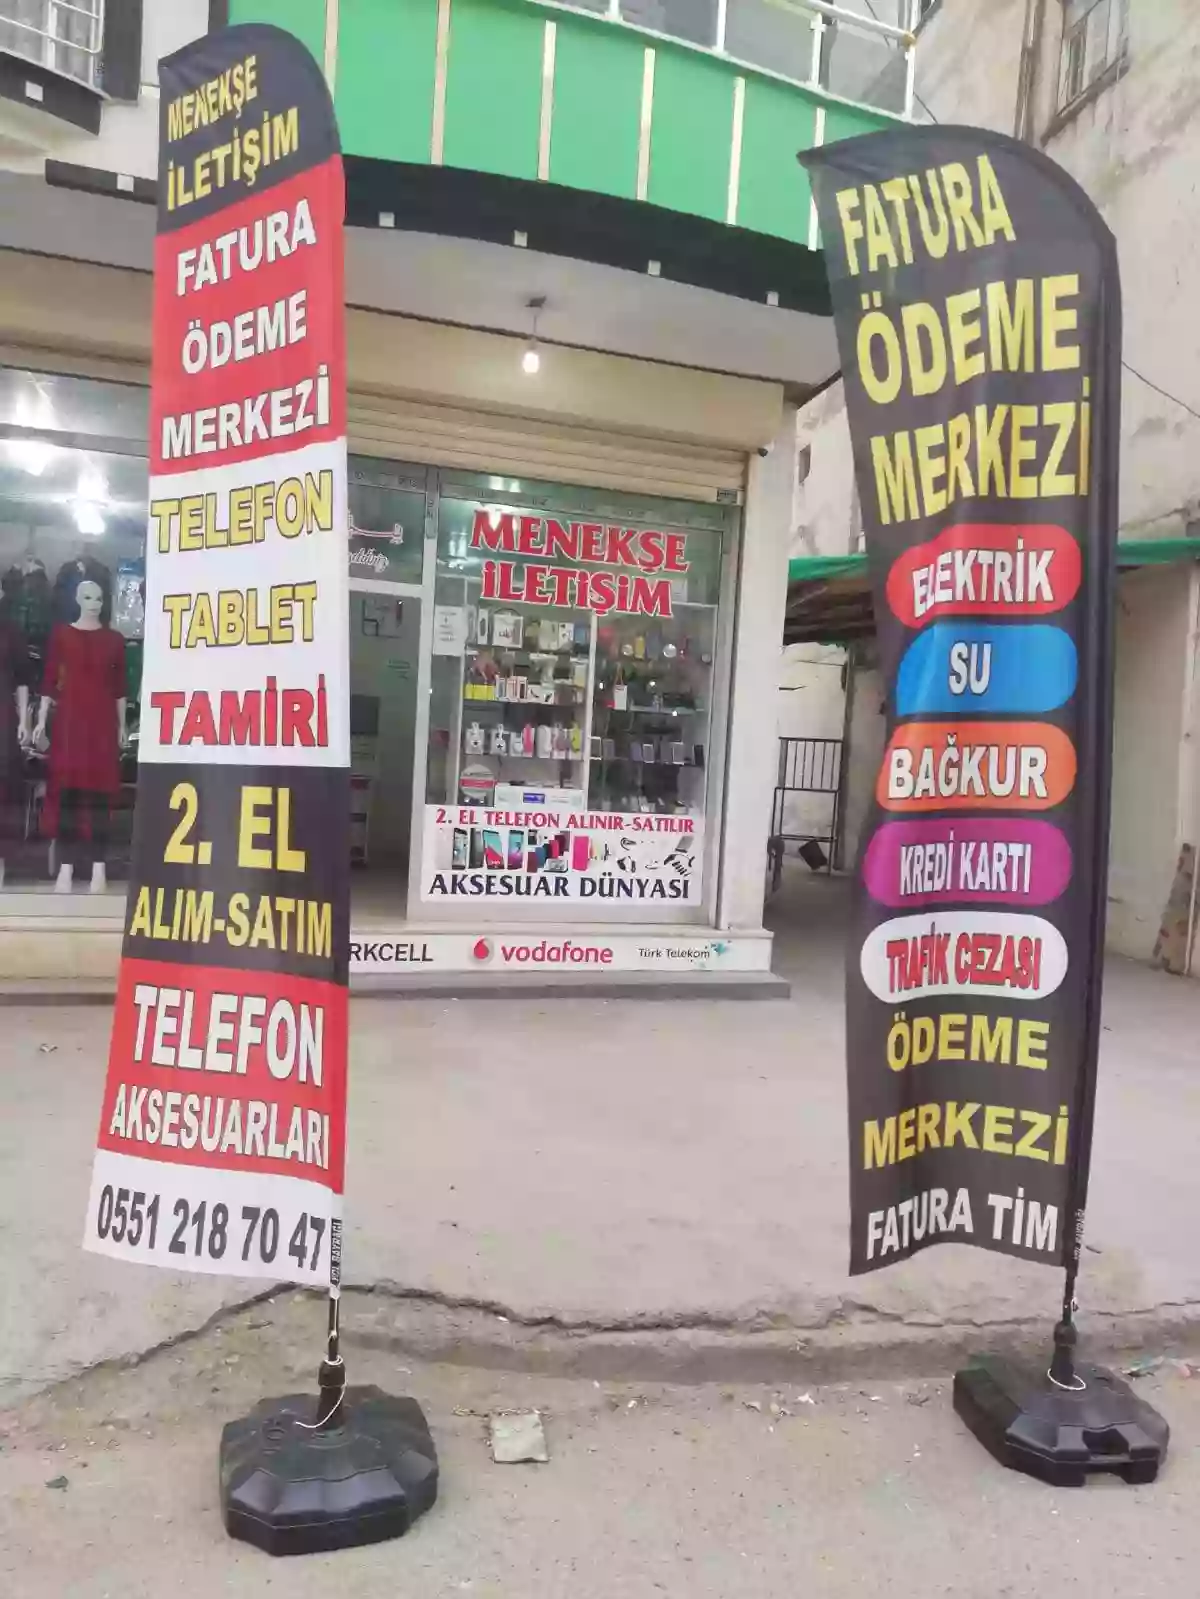 MENEKŞE
İLETİŞİM
FATURA
ÖDEME
MERKEZİ
TELEFON
TABLET
TAMİRİ
2. EL
ALIM-SATIM
TELEFON
AKSESUARLARI
0551 218 70 47
MENEKŞE
İLETİŞİM
2. EL TELEFON ALINIR-SATILIR
AKSESUAR DÜNYASI
RKCELL
vodafone
Türk Telekom
FATURA
ÖDEME
MERKEZİ
ELEKTRİK
SU
BAĞKUR
KREDİ KARTI
TRAFİK CEZASI
ÖDEME
MERKEZİ
FATURA TİM